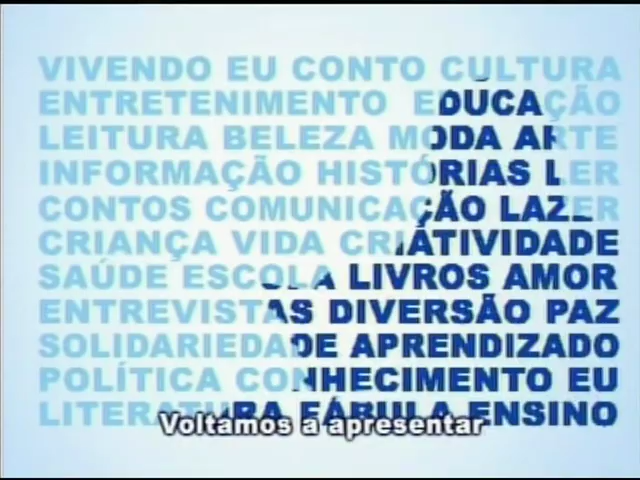 VIVENDO EU CONTO CULTURA
ENTRETENIMENTO EDUCAÇÃO
LEITURA BELEZA MODA ARTE
INFORMAÇÃO HISTÓRIAS LER
CONTOS COMUNICAÇÃO LAZER
CRIANÇA VIDA CRIATIVIDADE
SAÚDE ESCOLA LIVROS AMOR
ENTREVISTAS DIVERSÃO PAZ
SOLIDARIEDADE APRENDIZADO
POLÍTICA CONHECIMENTO EU
LITERATURA FÁBULA ENSINO
Voltamos a apresentar